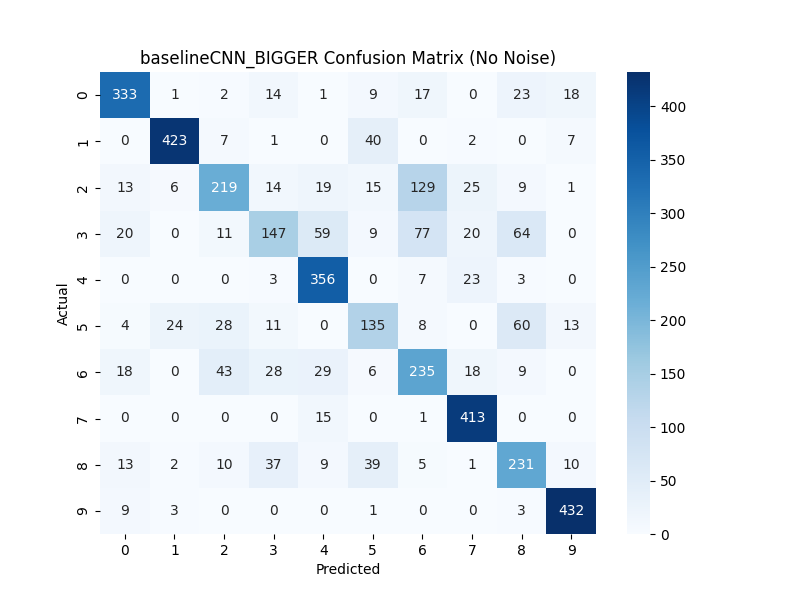 baselineCNN_BIGGER Confusion Matrix (No Noise)
0 333 1 2 14 1 9 17 0 23 18
1 0 423 7 1 0 40 0 2 0 7
2 13 6 219 14 19 15 129 25 9 1
3 20 0 11 147 59 9 77 20 64 0
4 0 0 0 3 356 0 7 23 3 0
5 4 24 28 11 0 135 8 0 60 13
6 18 0 43 28 29 6 235 18 9 0
7 0 0 0 0 15 0 1 413 0 0
8 13 2 10 37 9 39 5 1 231 10
9 9 3 0 0 0 1 0 0 3 432
0 1 2 3 4 5 6 7 8 9
Predicted
Actual
400
350
300
250
200
150
100
50
0